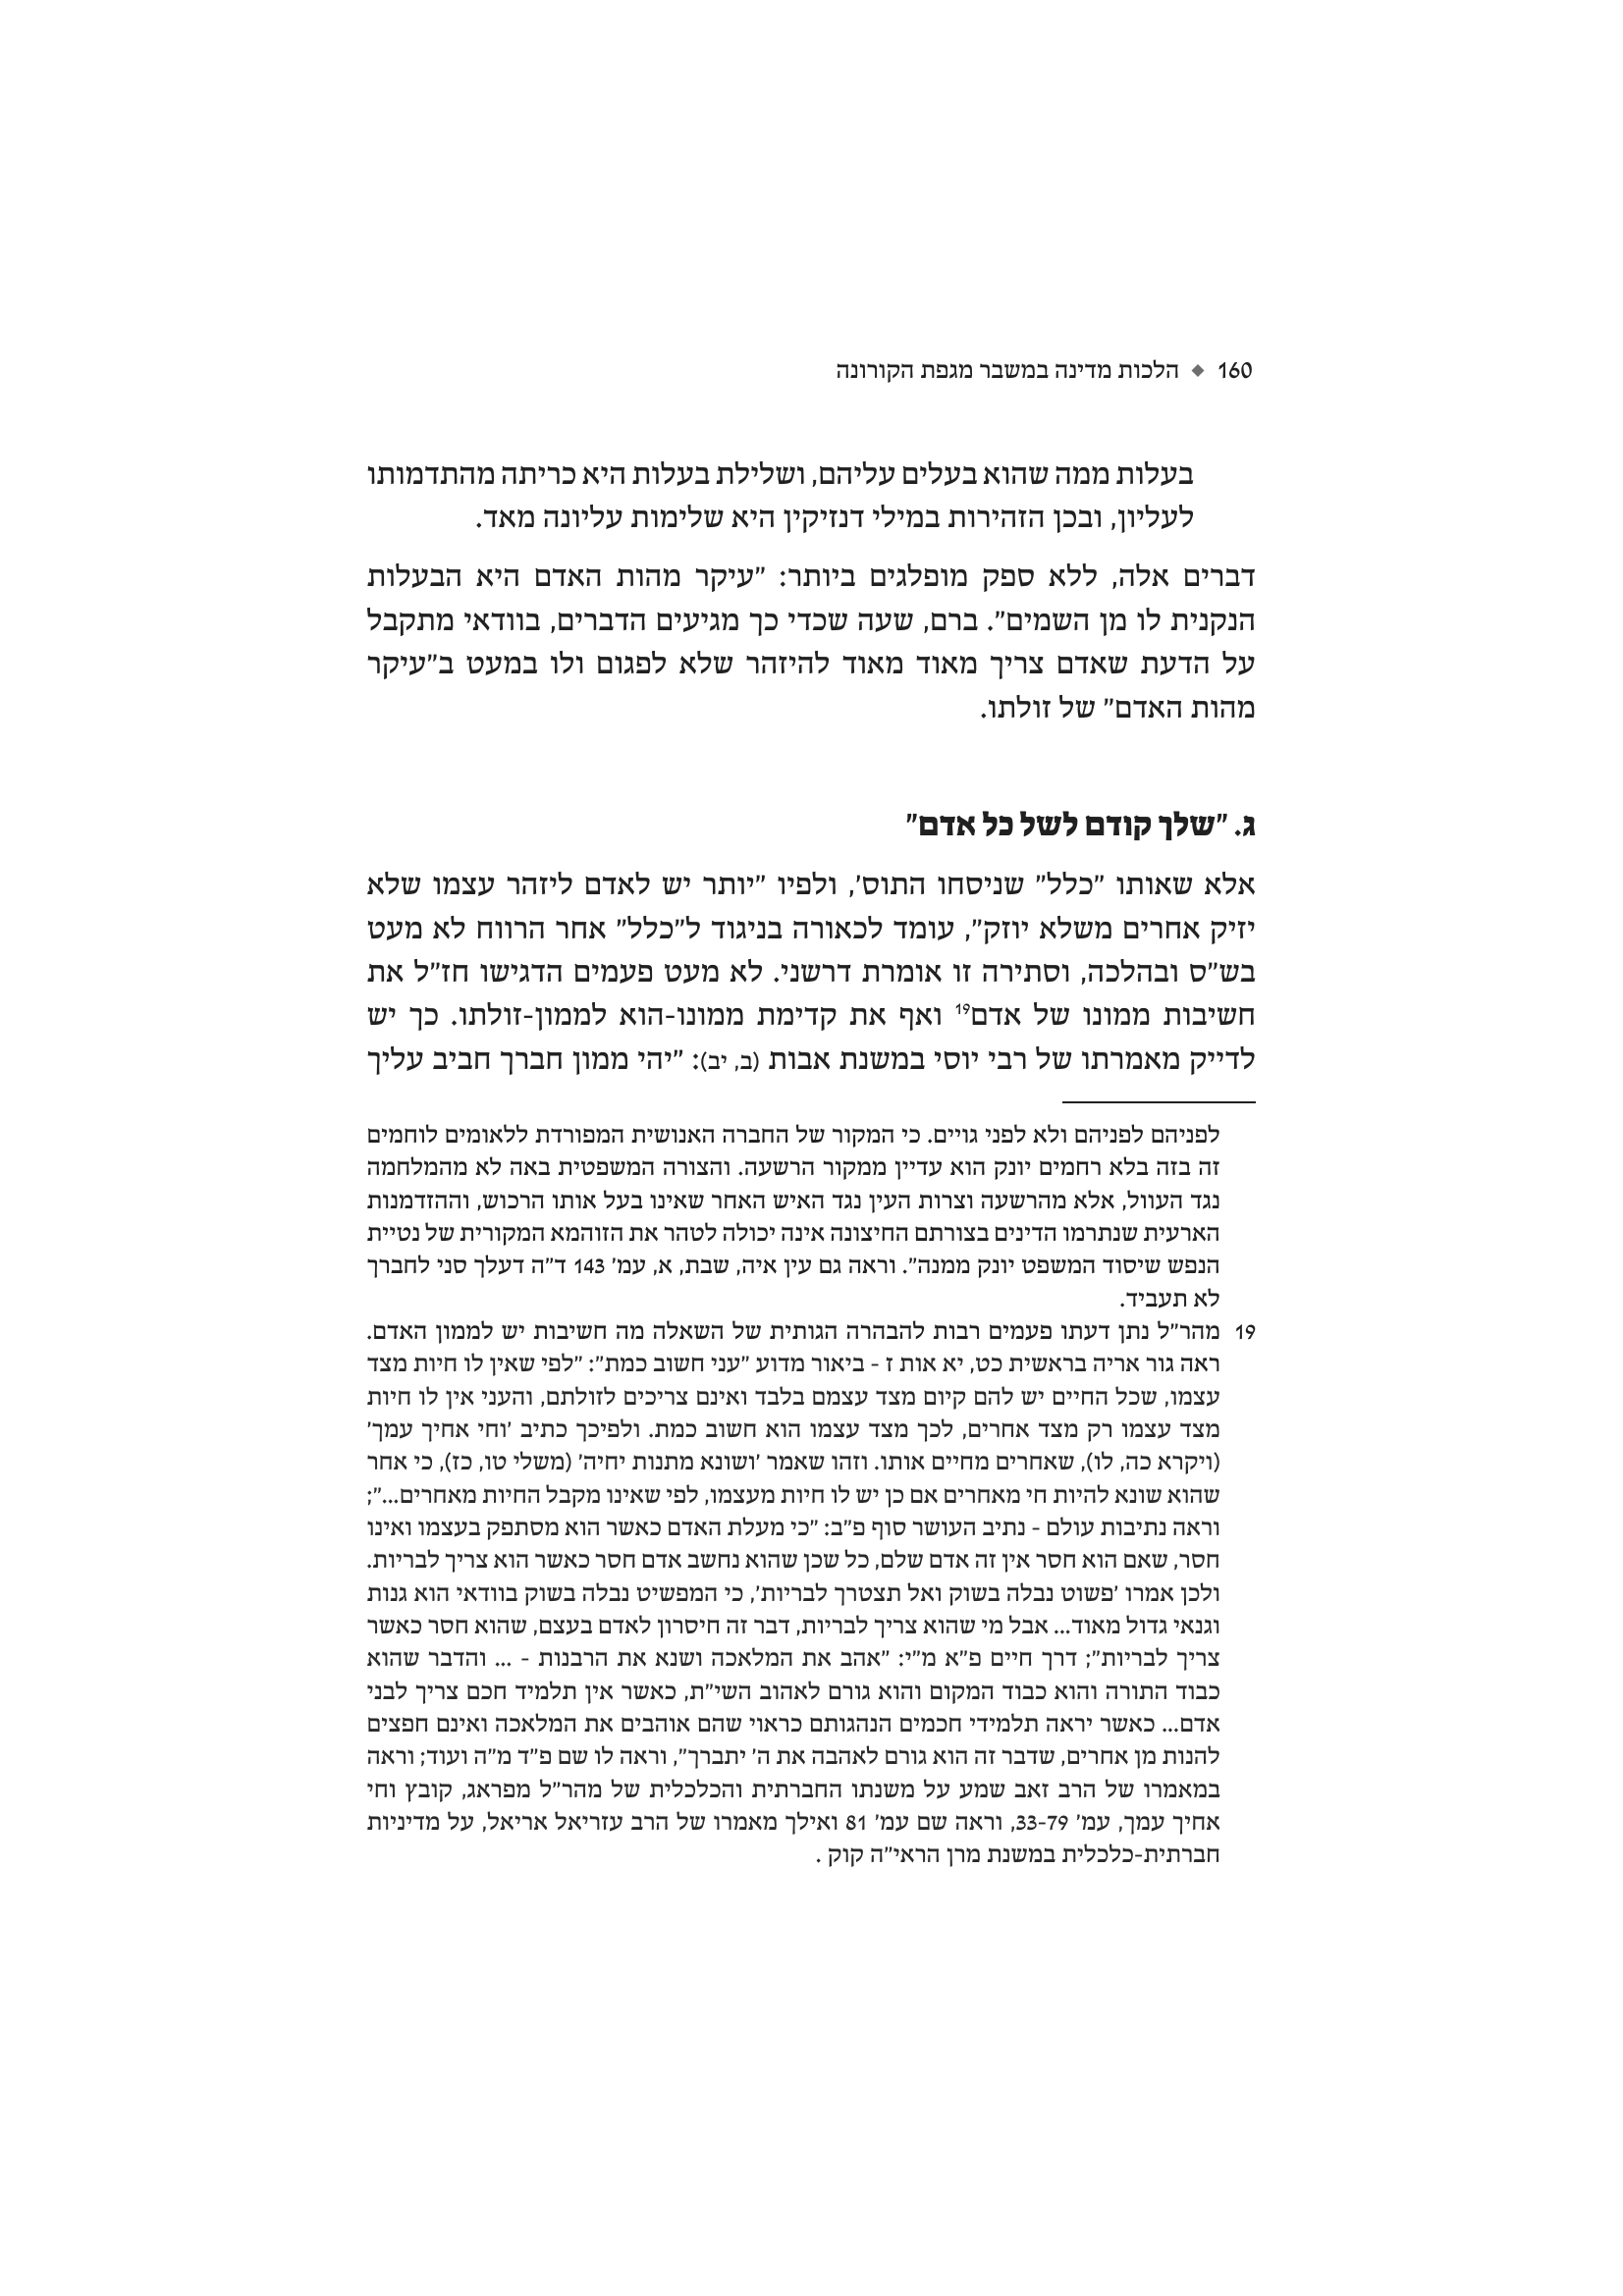 160 ◆ הלכות מדינה במשבר מגפת הקורונה
בעלות ממה שהוא בעלים עליהם, ושלילת בעלות היא כריתה מהתדמותו
לעליון, ובכן הזהירות במילי דנזיקין היא שלימות עליונה מאד.
דברים אלה, ללא ספק מופלגים ביותר: ״עיקר מהות האדם היא הבעלות
הנקנית לו מן השמים״. ברם, שעה שכדי כך מגיעים הדברים, בוודאי מתקבל
על הדעת שאדם צריך מאוד מאוד להיזהר שלא לפגום ולו במעט ב״עיקר
מהות האדם״ של זולתו.
ג. ״שלך קודם לשל כל אדם״
אלא שאותו ״כלל״ שניסחו התוס׳, ולפיו ״יותר יש לאדם ליזהר עצמו שלא
יזיק אחרים משלא יוזק״, עומד לכאורה בניגוד ל״כלל״ אחר הרווח לא מעט
בש״ס ובהלכה, וסתירה זו אומרת דרשני. לא מעט פעמים הדגישו חז״ל את
חשיבות ממונו של אדם19 ואף את קדימת ממונו-הוא לממון-זולתו. כך יש
לדייק מאמרתו של רבי יוסי במשנת אבות (ב, יב): ״יהי ממון חברך חביב עליך
לפניהם לפניהם ולא לפני גויים. כי המקור של החברה האנושית המפורדת ללאומים לוחמים
זה בזה בלא רחמים יונק הוא עדיין ממקור הרשעה. והצורה המשפטית באה לא מהמלחמה
נגד העוול, אלא מהרשעה וצרות העין נגד האיש האחר שאינו בעל אותו הרכוש, וההזדמנות
הארעית שנתרמו הדינים בצורתם החיצונה אינה יכולה לטהר את הזוהמא המקורית של נטיית
הנפש שיסוד המשפט יונק ממנה״. וראה גם עין איה, שבת, א, עמ׳ 143 ד״ה דעלך סני לחברך
לא תעביד.
19 מהר״ל נתן דעתו פעמים רבות להבהרה הגותית של השאלה מה חשיבות יש לממון האדם.
ראה גור אריה בראשית כט, יא אות ז - ביאור מדוע ״עני חשוב כמת״: ״לפי שאין לו חיות מצד
עצמו, שכל החיים יש להם קיום מצד עצמם בלבד ואינם צריכים לזולתם, והעני אין לו חיות
מצד עצמו רק מצד אחרים, לכך מצד עצמו הוא חשוב כמת. ולפיכך כתיב ׳וחי אחיך עמך׳
(ויקרא כה, לו), שאחרים מחיים אותו. וזהו שאמר ׳ושונא מתנות יחיה׳ (משלי טו, כז), כי אחר
שהוא שונא להיות חי מאחרים אם כן יש לו חיות מעצמו, לפי שאינו מקבל החיות מאחרים...״;
וראה נתיבות עולם - נתיב העושר סוף פ״ב: ״כי מעלת האדם כאשר הוא מסתפק בעצמו ואינו
חסר, שאם הוא חסר אין זה אדם שלם, כל שכן שהוא נחשב אדם חסר כאשר הוא צריך לבריות.
ולכן אמרו ׳פשוט נבלה בשוק ואל תצטרך לבריות׳, כי המפשיט נבלה בשוק בוודאי הוא גנות
וגנאי גדול מאוד... אבל מי שהוא צריך לבריות, דבר זה חיסרון לאדם בעצם, שהוא חסר כאשר
צריך לבריות״; דרך חיים פ״א מ״י: ״אהב את המלאכה ושנא את הרבנות - ... והדבר שהוא
כבוד התורה והוא כבוד המקום והוא גורם לאהוב השי״ת, כאשר אין תלמיד חכם צריך לבני
אדם... כאשר יראה תלמידי חכמים הנהגותם כראוי שהם אוהבים את המלאכה ואינם חפצים
להנות מן אחרים, שדבר זה הוא גורם לאהבה את ה׳ יתברך״, וראה לו שם פ״ד מ״ה ועוד; וראה
במאמרו של הרב זאב שמע על משנתו החברתית והכלכלית של מהר״ל מפראג, קובץ וחי
אחיך עמך, עמ׳ 33-79, וראה שם עמ׳ 81 ואילך מאמרו של הרב עזריאל אריאל, על מדיניות
חברתית-כלכלית במשנת מרן הראי״ה קוק .